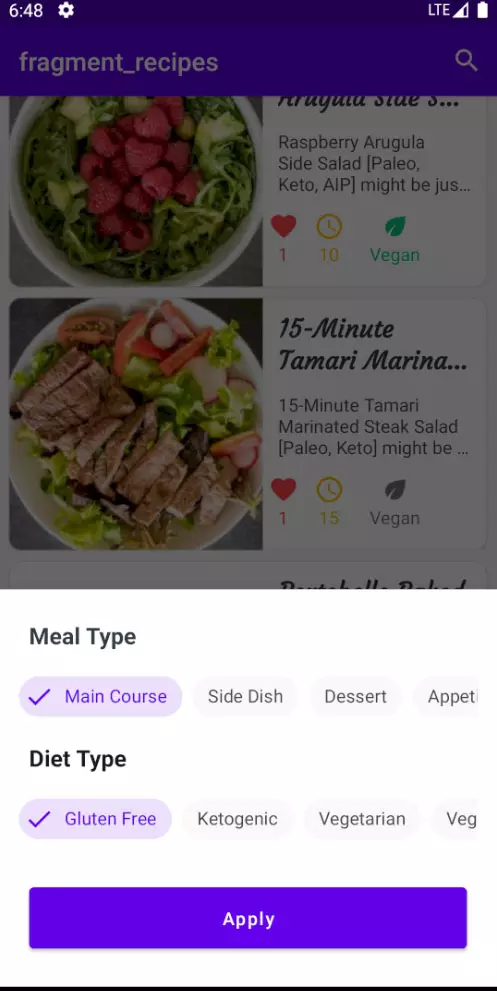 6:48
LTE
fragment_recipes
Arugula Side S...
Raspberry Arugula
Side Salad [Paleo,
Keto, AIP] might be jus...
1 10 Vegan
15-Minute
Tamari Marina...
15-Minute Tamari
Marinated Steak Salad
[Paleo, Keto] might be ...
1 15 Vegan
Portobello Baked
Meal Type
Main Course Side Dish Dessert Appeti
Diet Type
Gluten Free Ketogenic Vegetarian Veg
Apply